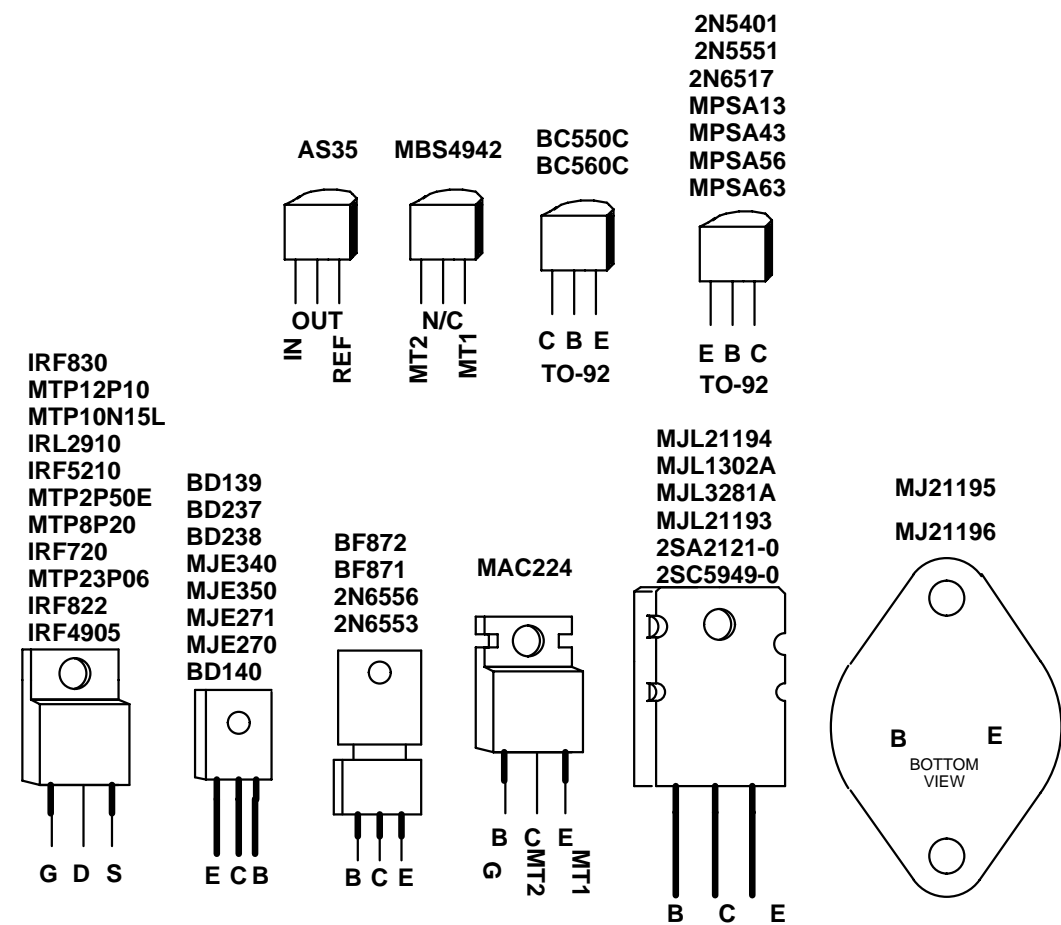 2N5401
2N5551
2N6517
MPSA13
MPSA43
MPSA56
MPSA63
AS35
MBS4942
BC550C
BC560C
IN
OUT
REF
MT2
N/C
MT1
C B E
TO-92
E B C
TO-92
IRF830
MTP12P10
MTP10N15L
IRL2910
IRF5210
MTP2P50E
MTP8P20
IRF720
MTP23P06
IRF822
IRF4905
G D S
BD139
BD237
BD238
MJE340
MJE350
MJE271
MJE270
BD140
E C B
BF872
BF871
2N6556
2N6553
B C E
MAC224
B C E
G MT2 MT1
MJL21194
MJL1302A
MJL3281A
MJL21193
2SA2121-0
2SC5949-0
B C E
MJ21195
MJ21196
B E
BOTTOM
VIEW